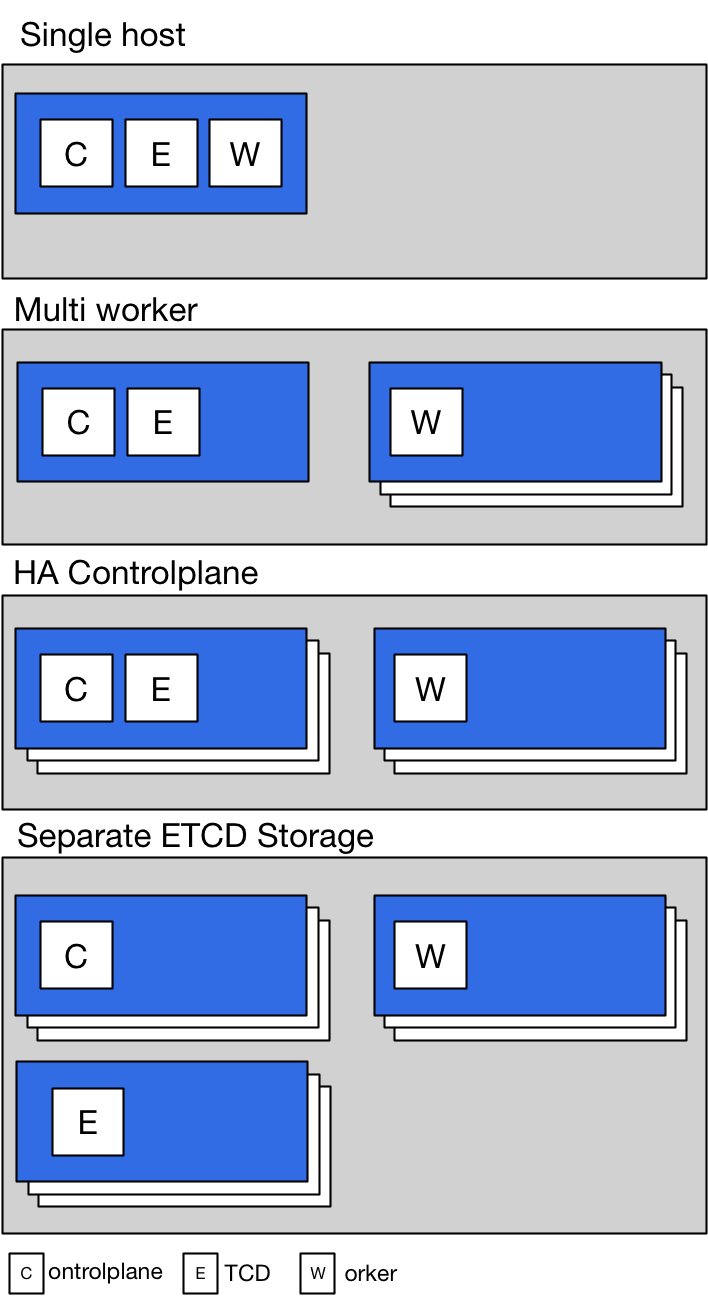 Single host
C E W
Multi worker
C E W
HA Controlplane
C E W
Separate ETCD Storage
C W
E
C ontrolplane E TCD W orker